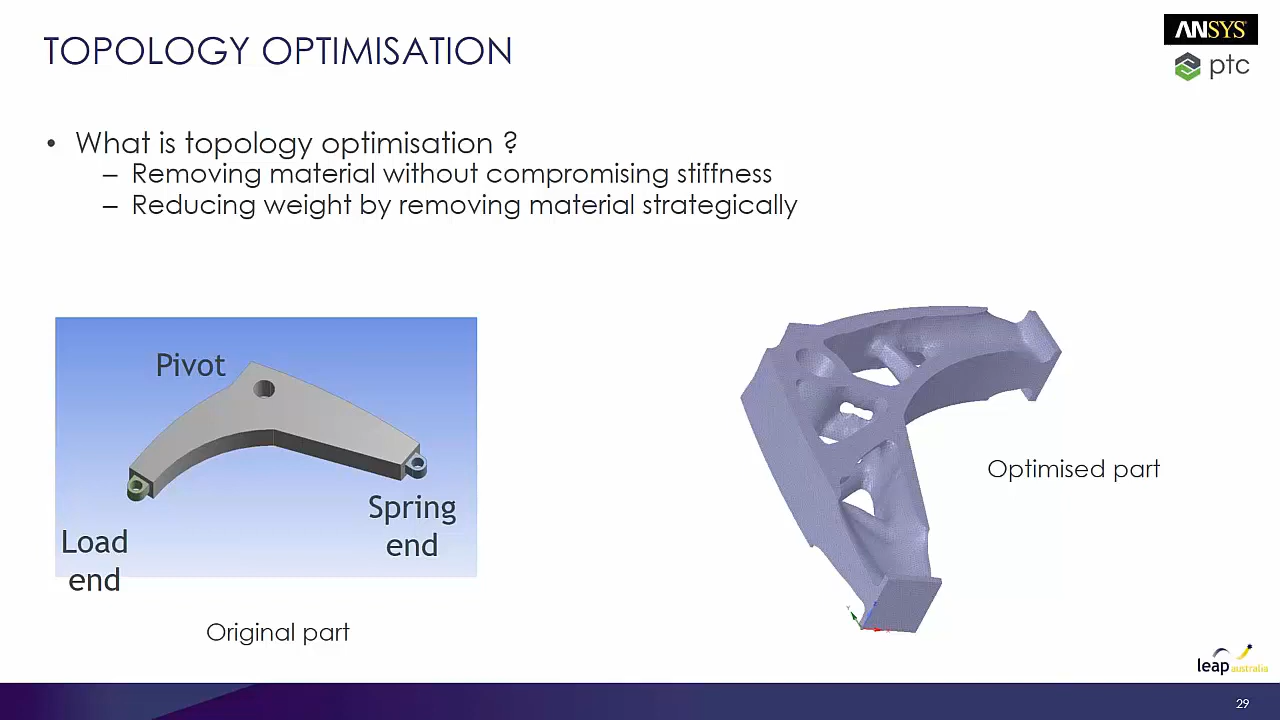 TOPOLOGY OPTIMISATION
ANSYS
ptc
• What is topology optimisation ?
– Removing material without compromising stiffness
– Reducing weight by removing material strategically
Pivot
Spring
end
Load
end
Original part
Optimised part
leap australia
29